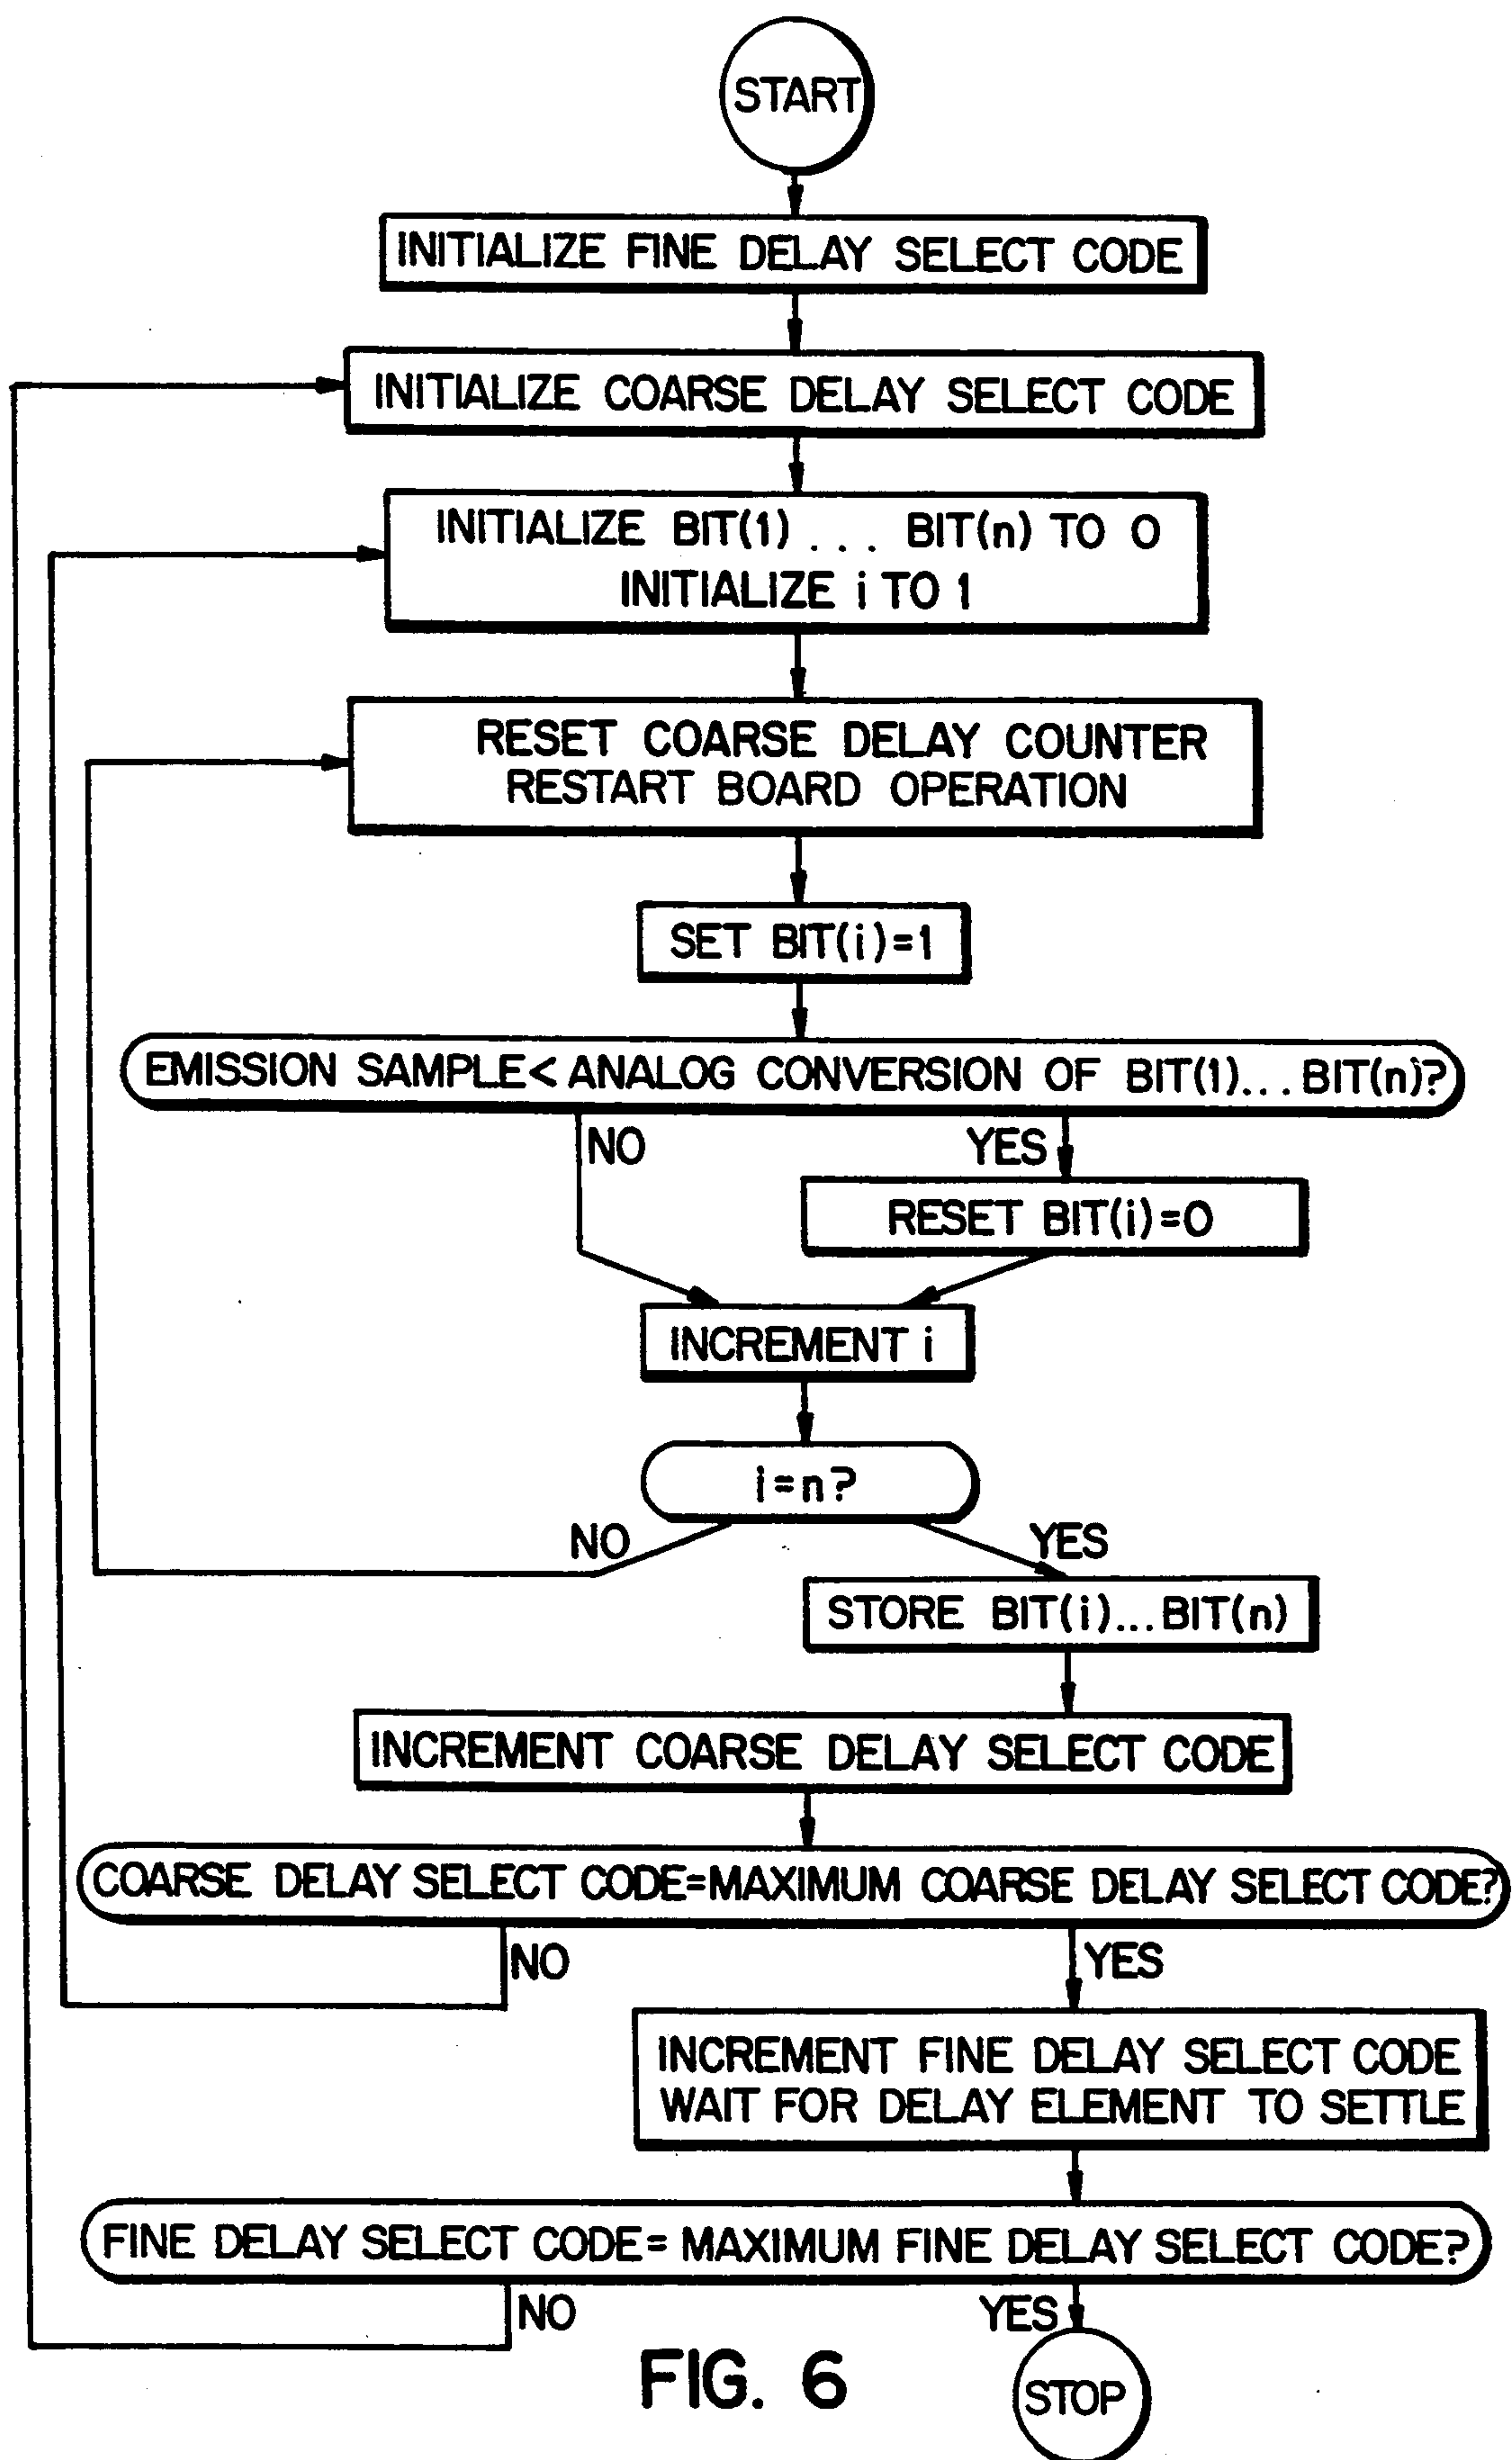 START
INITIALIZE FINE DELAY SELECT CODE
INITIALIZE COARSE DELAY SELECT CODE
INITIALIZE BIT(1) ... BIT(n) TO 0
INITIALIZE i TO 1
RESET COARSE DELAY COUNTER
RESTART BOARD OPERATION
SET BIT(i)=1
EMISSION SAMPLE< ANALOG CONVERSION OF BIT(1)... BIT(n)?
NO YES
RESET BIT(i)=0
INCREMENT i
i=n?
NO YES
STORE BIT(i)...BIT(n)
INCREMENT COARSE DELAY SELECT CODE
COARSE DELAY SELECT CODE=MAXIMUM COARSE DELAY SELECT CODE?
NO YES
INCREMENT FINE DELAY SELECT CODE
WAIT FOR DELAY ELEMENT TO SETTLE
FINE DELAY SELECT CODE= MAXIMUM FINE DELAY SELECT CODE?
NO YES
FIG. 6
STOP